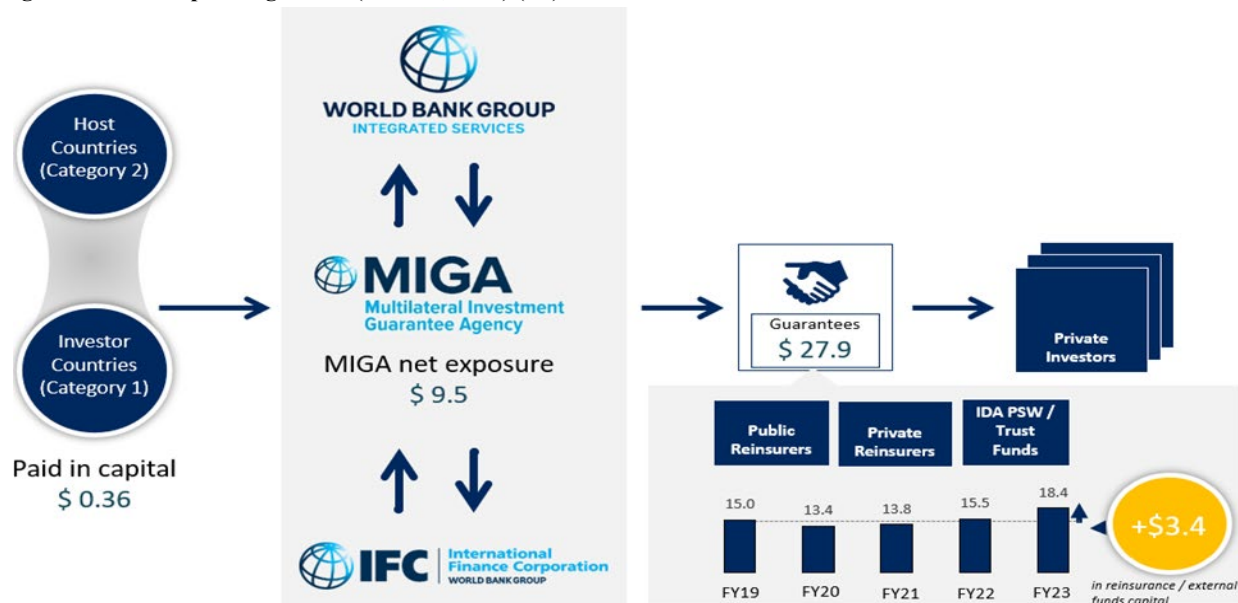 Host
Countries
(Category 2)
Investor
Countries
(Category 1)
Paid in capital
$ 0.36
WORLD BANK GROUP
INTEGRATED SERVICES
MIGA
Multilateral Investment
Guarantee Agency
MIGA net exposure
$ 9.5
IFC
International
Finance Corporation
WORLD BANK GROUP
Guarantees
$ 27.9
Private
Investors
Public
Reinsurers
Private
Reinsurers
IDA PSW /
Trust
Funds
15.0
13.4
13.8
15.5
18.4
+$3.4
FY19
FY20
FY21
FY22
FY23
in reinsurance / external
funds capital